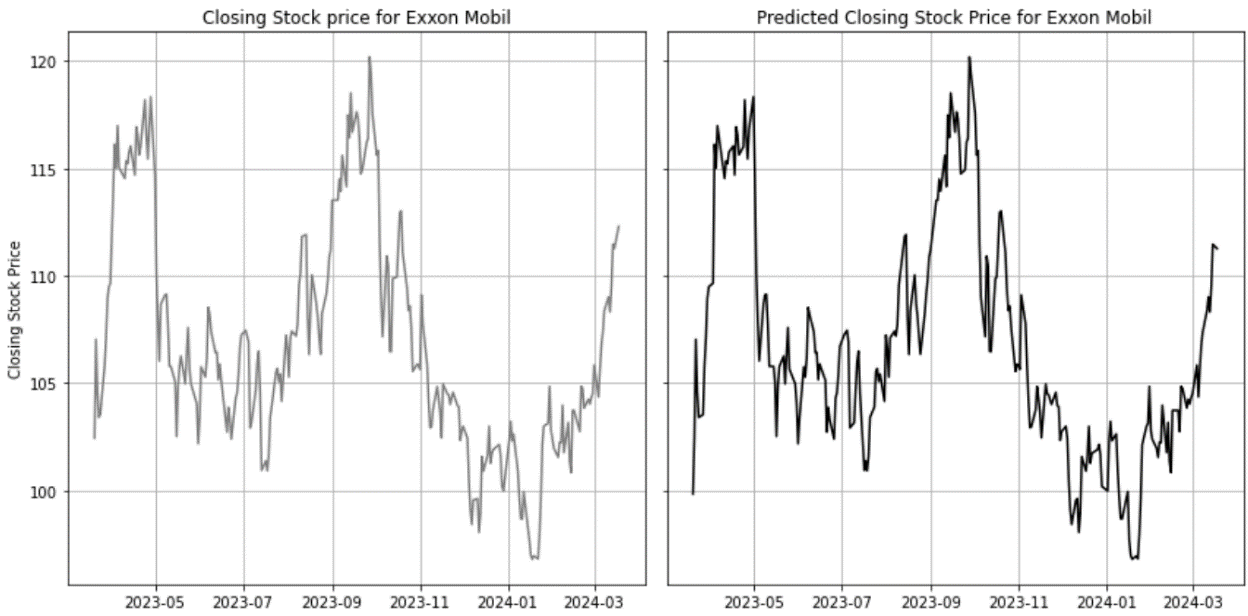 Closing Stock price for Exxon Mobil
Predicted Closing Stock Price for Exxon Mobil
Closing Stock Price
120
115
110
105
100
2023-05 2023-07 2023-09 2023-11 2024-01 2024-03
2023-05 2023-07 2023-09 2023-11 2024-01 2024-03